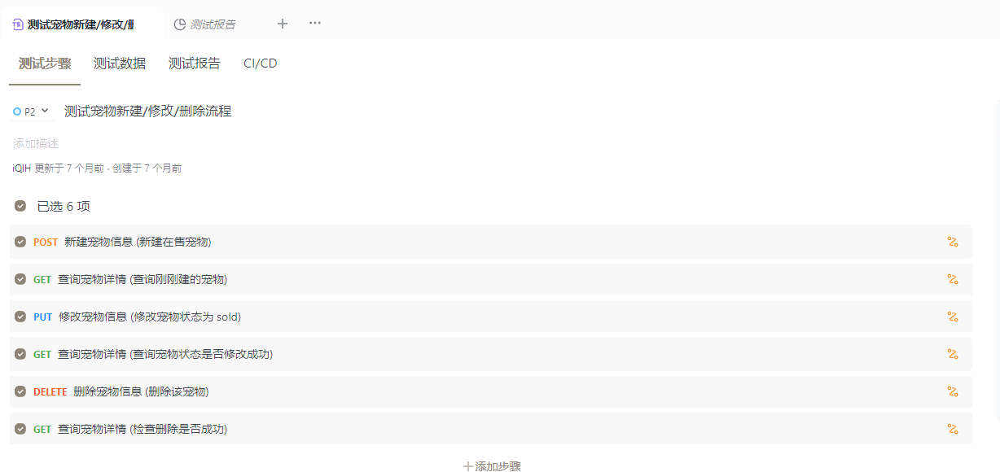 测试宠物新建/修改/删 测试报告
测试步骤 测试数据 测试报告 CI/CD
P2 测试宠物新建/修改/删除流程
添加描述
iQIH 更新于 7 个月前 · 创建于 7 个月前
已选 6 项
POST 新建宠物信息 (新建在售宠物)
GET 查询宠物详情 (查询刚刚建的宠物)
PUT 修改宠物信息 (修改宠物状态为 sold)
GET 查询宠物详情 (查询宠物状态是否修改成功)
DELETE 删除宠物信息 (删除该宠物)
GET 查询宠物详情 (检查删除是否成功)
添加步骤